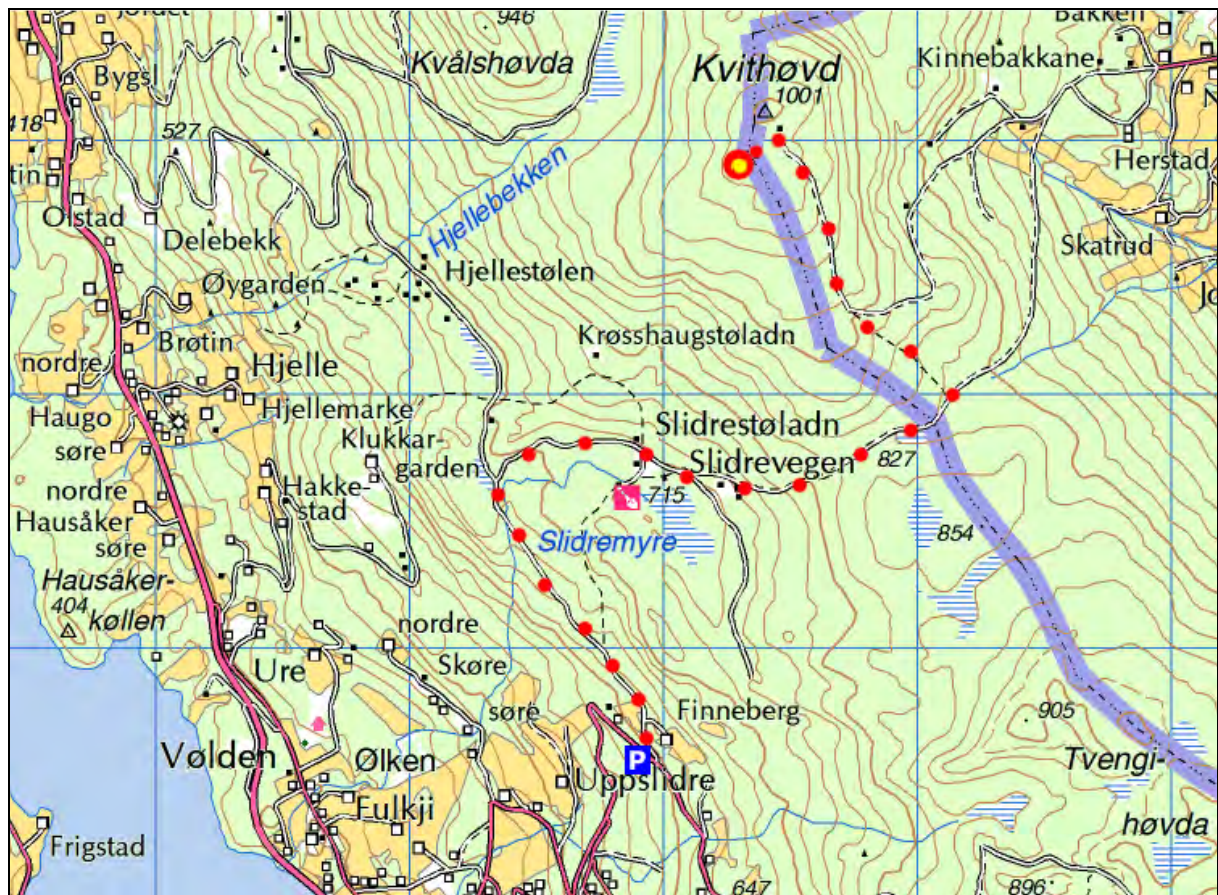 946
Bakken
Kvålshøvda
Kvithøvd
Kinnebakkane
Bygsl
1001
418
527
Herstad
tin
Hjellebekken
Olstad
Delebekk
Skatrud
Hjellestølen
Øygarden
Krøsshaugstøladn
Brøtin
nordre
Hjelle
Haugo
søre
Hjellemarke
Klukkar-
garden
Slidrestøladn
Slidrevegen
827
nordre
Hausåker
søre
Hakke-
stad
715
Slidremyre
854
Hausåker-
køllen
404
nordre
Skøre
søre
Ure
Finneberg
905
Vølden
Ølken
P
Uppslidre
Tvengi-
høvda
Fulkji
Frigstad
647
896